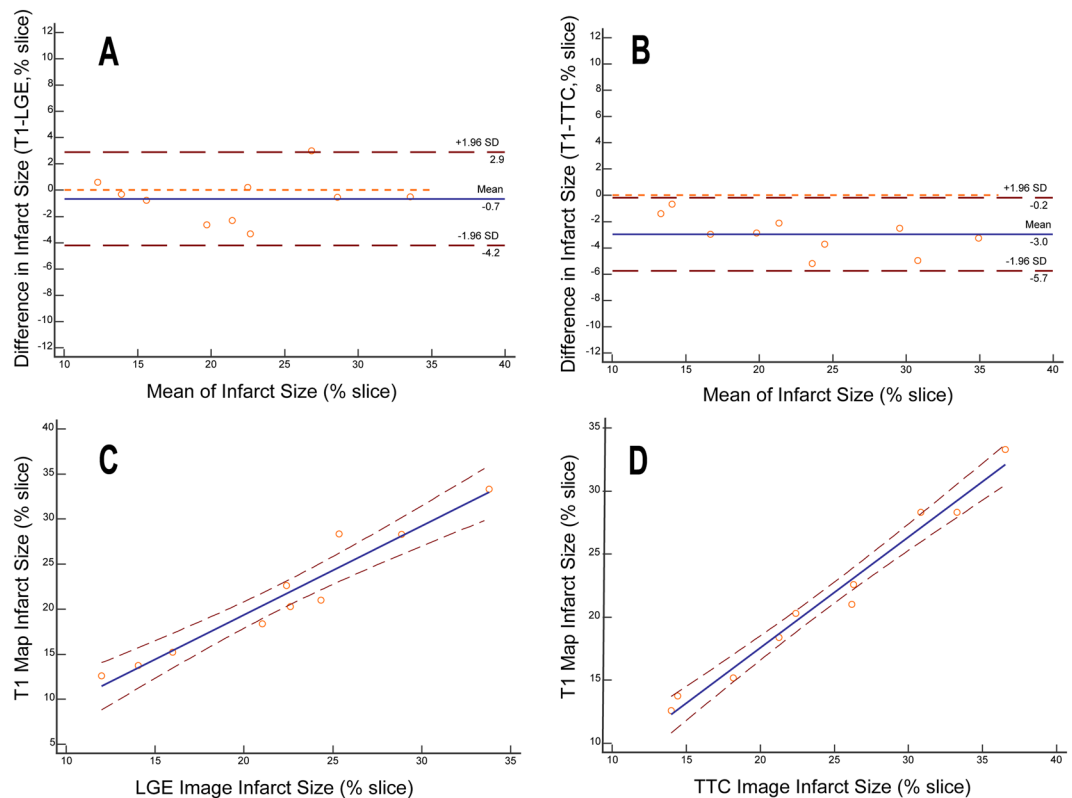 A
Difference in Infarct Size (T1-LGE,% slice)
12
10
8
6
4
2
0
-2
-4
-6
-8
-10
-12
+1.96 SD
2.9
Mean
-0.7
-1.96 SD
-4.2
10 15 20 25 30 35 40
Mean of Infarct Size (% slice)
B
Difference in Infarct Size (T1-TTC,% slice)
12
10
8
6
4
2
0
-2
-4
-6
-8
-10
-12
+1.96 SD
-0.2
Mean
-3.0
-1.96 SD
-5.7
10 15 20 25 30 35 40
Mean of Infarct Size (% slice)
C
T1 Map Infarct Size (% slice)
40
35
30
25
20
15
10
5
10 15 20 25 30 35
LGE Image Infarct Size (% slice)
D
T1 Map Infarct Size (% slice)
35
30
25
20
15
10
10 15 20 25 30 35 40
TTC Image Infarct Size (% slice)